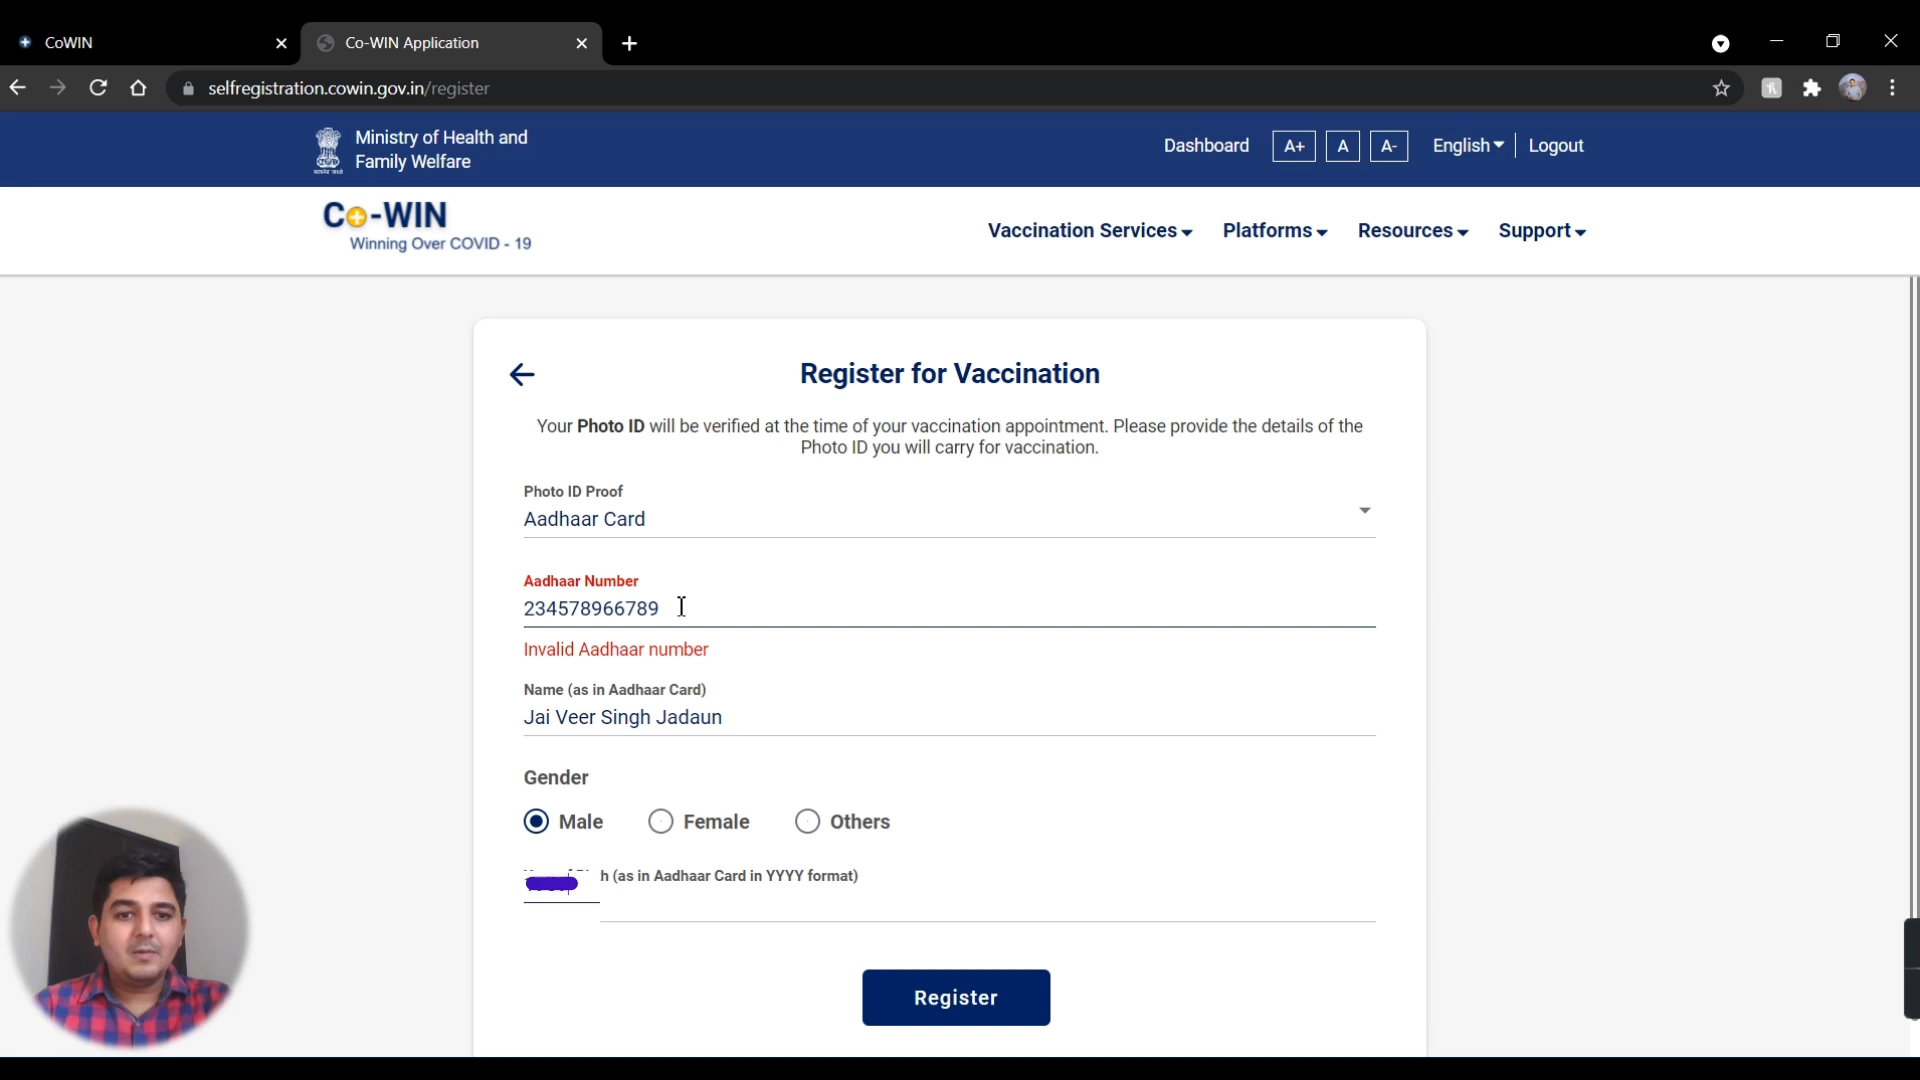 CoWIN
Co-WIN Application
selfregistration.cowin.gov.in/register
Ministry of Health and
Family Welfare
Dashboard A+ A A- English Logout
Co-WIN
Winning Over COVID - 19
Vaccination Services Platforms Resources Support
Register for Vaccination
Your Photo ID will be verified at the time of your vaccination appointment. Please provide the details of the
Photo ID you will carry for vaccination.
Photo ID Proof
Aadhaar Card
Aadhaar Number
234578966789
Invalid Aadhaar number
Name (as in Aadhaar Card)
Jai Veer Singh Jadaun
Gender
Male Female Others
h (as in Aadhaar Card in YYYY format)
Register